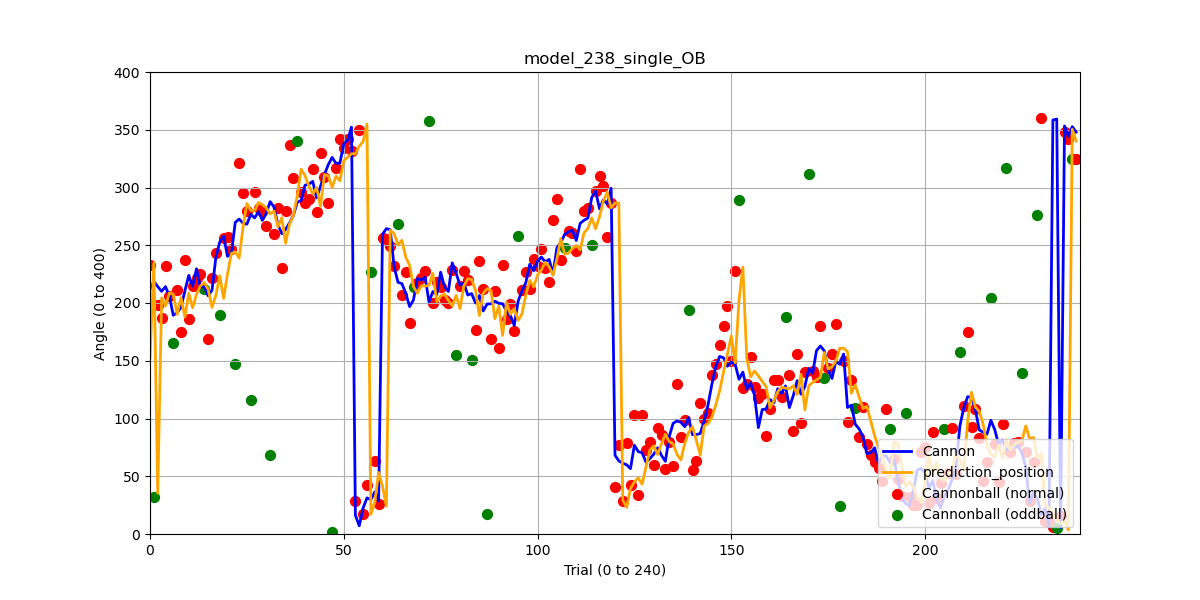 model_238_single_OB
400
350
300
250
200
150
100
50
0
Angle (0 to 400)
0 50 100 150 200
Trial (0 to 240)
Cannon
prediction_position
Cannonball (normal)
Cannonball (oddball)